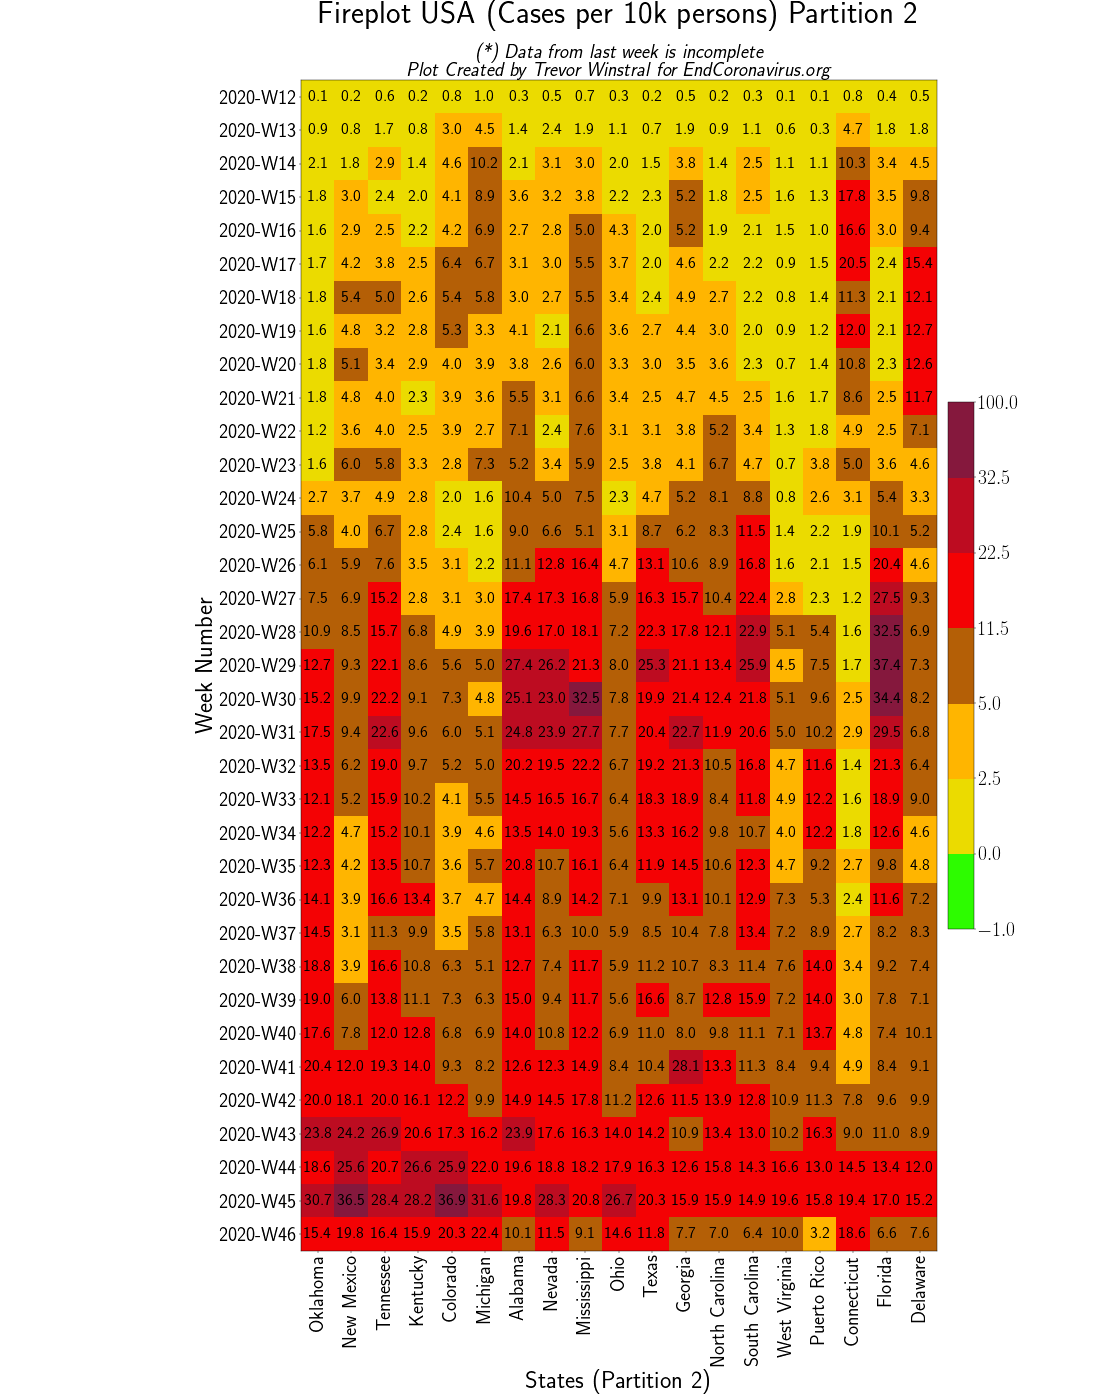 Fireplot USA (Cases per 10k persons) Partition 2
(*) Data from last week is incomplete
Plot Created by Trevor Winstral for EndCoronavirus.org
2020-W12 0.1 0.2 0.6 0.2 0.8 1.0 0.3 0.5 0.7 0.3 0.2 0.5 0.2 0.3 0.1 0.1 0.8 0.4 0.5
2020-W13 0.9 0.8 1.7 0.8 3.0 4.5 1.4 2.4 1.9 1.1 0.7 1.9 0.9 1.1 0.6 0.3 4.7 1.8 1.8
2020-W14 2.1 1.8 2.9 1.4 4.6 10.2 2.1 3.1 3.0 2.0 1.5 3.8 1.4 2.5 1.1 1.1 10.3 3.4 4.5
2020-W15 1.8 3.0 2.4 2.0 4.1 8.9 3.6 3.2 3.8 2.2 2.3 5.2 1.8 2.5 1.6 1.3 17.8 3.5 9.8
2020-W16 1.6 2.9 2.5 2.2 4.2 6.9 2.7 2.8 5.0 4.3 2.0 5.2 1.9 2.1 1.5 1.0 16.6 3.0 9.4
2020-W17 1.7 4.2 3.8 2.5 6.4 6.7 3.1 3.0 5.5 3.7 2.0 4.6 2.2 2.2 0.9 1.5 20.5 2.4 15.4
2020-W18 1.8 5.4 5.0 2.6 5.4 5.8 3.0 2.7 5.5 3.4 2.4 4.9 2.7 2.2 0.8 1.4 11.3 2.1 12.1
2020-W19 1.6 4.8 3.2 2.8 5.3 3.3 4.1 2.1 6.6 3.6 2.7 4.4 3.0 2.0 0.9 1.2 12.0 2.1 12.7
2020-W20 1.8 5.1 3.4 2.9 4.0 3.9 3.8 2.6 6.0 3.3 3.0 3.5 3.6 2.3 0.7 1.4 10.8 2.3 12.6
2020-W21 1.8 4.8 4.0 2.3 3.9 3.6 5.5 3.1 6.6 3.4 2.5 4.7 4.5 2.5 1.6 1.7 8.6 2.5 11.7
2020-W22 1.2 3.6 4.0 2.5 3.9 2.7 7.1 2.4 7.6 3.1 3.1 3.8 5.2 3.4 1.3 1.8 4.9 2.5 7.1
2020-W23 1.6 6.0 5.8 3.3 2.8 7.3 5.2 3.4 5.9 2.5 3.8 4.1 6.7 4.7 0.7 3.8 5.0 3.6 4.6
2020-W24 2.7 3.7 4.9 2.8 2.0 1.6 10.4 5.0 7.5 2.3 4.7 5.2 8.1 8.8 0.8 2.6 3.1 5.4 3.3
2020-W25 5.8 4.0 6.7 2.8 2.4 1.6 9.0 6.6 5.1 3.1 8.7 6.2 8.3 11.5 1.4 2.2 1.9 10.1 5.2
2020-W26 6.1 5.9 7.6 3.5 3.1 2.2 11.1 12.8 16.4 4.7 13.1 10.6 8.9 16.8 1.6 2.1 1.5 20.4 4.6
2020-W27 7.5 6.9 15.2 2.8 3.1 3.0 17.4 17.3 16.8 5.9 16.3 15.7 10.4 22.4 2.8 2.3 1.2 27.5 9.3
2020-W28 10.9 8.5 15.7 6.8 4.9 3.9 19.6 17.0 18.1 7.2 22.3 17.8 12.1 22.9 5.1 5.4 1.6 32.5 6.9
2020-W29 12.7 9.3 22.1 8.6 5.6 5.0 27.4 26.2 21.3 8.0 25.3 21.1 13.4 25.9 4.5 7.5 1.7 37.4 7.3
2020-W30 15.2 9.9 22.2 9.1 7.3 4.8 25.1 23.0 32.5 7.8 19.9 21.4 12.4 21.8 5.1 9.6 2.5 34.4 8.2
2020-W31 17.5 9.4 22.6 9.6 6.0 5.1 24.8 23.9 27.7 7.7 20.4 22.7 11.9 20.6 5.0 10.2 2.9 29.5 6.8
2020-W32 13.5 6.2 19.0 9.7 5.2 5.0 20.2 19.5 22.2 6.7 19.2 21.3 10.5 16.8 4.7 11.6 1.4 21.3 6.4
2020-W33 12.1 5.2 15.9 10.2 4.1 5.5 14.5 16.5 16.7 6.4 18.3 18.9 8.4 11.8 4.9 12.2 1.6 18.9 9.0
2020-W34 12.2 4.7 15.2 10.1 3.9 4.6 13.5 14.0 19.3 5.6 13.3 16.2 9.8 10.7 4.0 12.2 1.8 12.6 4.6
2020-W35 12.3 4.2 13.5 10.7 3.6 5.7 20.8 10.7 16.1 6.4 11.9 14.5 10.6 12.3 4.7 9.2 2.7 9.8 4.8
2020-W36 14.1 3.9 16.6 13.4 3.7 4.7 14.4 8.9 14.2 7.1 9.9 13.1 10.1 12.9 7.3 5.3 2.4 11.6 7.2
2020-W37 14.5 3.1 11.3 9.9 3.5 5.8 13.1 6.3 10.0 5.9 8.5 10.4 7.8 13.4 7.2 8.9 2.7 8.2 8.3
2020-W38 18.8 3.9 16.6 10.8 6.3 5.1 12.7 7.4 11.7 5.9 11.2 10.7 8.3 11.4 7.6 14.0 3.4 9.2 7.4
2020-W39 19.0 6.0 13.8 11.1 7.3 6.3 15.0 9.4 11.7 5.6 16.6 8.7 12.8 15.9 7.2 14.0 3.0 7.8 7.1
2020-W40 17.6 7.8 12.0 12.8 6.8 6.9 14.0 10.8 12.2 6.9 11.0 8.0 9.8 11.1 7.1 13.7 4.8 7.4 10.1
2020-W41 20.4 12.0 19.3 14.0 9.3 8.2 12.6 12.3 14.9 8.4 10.4 28.1 13.3 11.3 8.4 9.4 4.9 8.4 9.1
2020-W42 20.0 18.1 20.0 16.1 12.2 9.9 14.9 14.5 17.8 11.2 12.6 11.5 13.9 12.8 10.9 11.3 7.8 9.6 9.9
2020-W43 23.8 24.2 26.9 20.6 17.3 16.2 23.9 17.6 16.3 14.0 14.2 10.9 13.4 13.0 10.2 16.3 9.0 11.0 8.9
2020-W44 18.6 25.6 20.7 26.6 25.9 22.0 19.6 18.8 18.2 17.9 16.3 12.6 15.8 14.3 16.6 13.0 14.5 13.4 12.0
2020-W45 30.7 36.5 28.4 28.2 36.9 31.6 19.8 28.3 20.8 26.7 20.3 15.9 15.9 14.9 19.6 15.8 19.4 17.0 15.2
2020-W46 15.4 19.8 16.4 15.9 20.3 22.4 10.1 11.5 9.1 14.6 11.8 7.7 7.0 6.4 10.0 3.2 18.6 6.6 7.6
Week Number
Oklahoma
New Mexico
Tennessee
Kentucky
Colorado
Michigan
Alabama
Nevada
Mississippi
Ohio
Texas
Georgia
North Carolina
South Carolina
West Virginia
Puerto Rico
Connecticut
Florida
Delaware
States (Partition 2)
100.0
32.5
22.5
11.5
5.0
2.5
0.0
−1.0